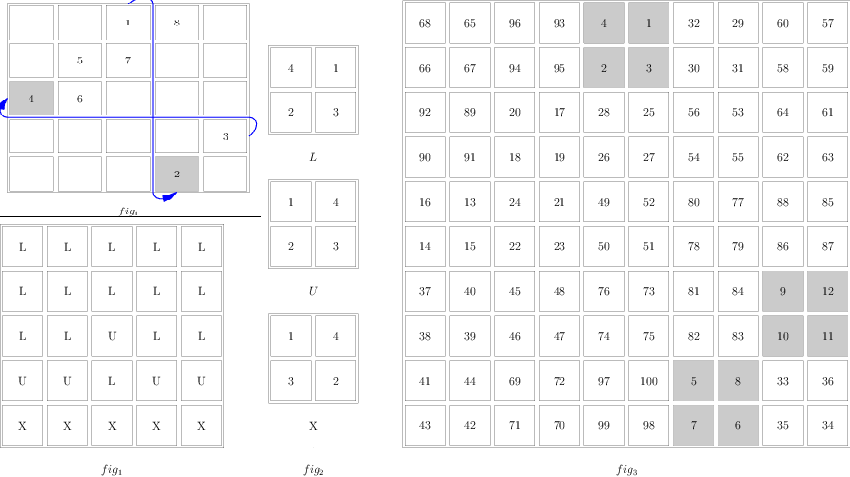 1 8
5 7
4 6
3
2
fig_i
L L L L L
L L L L L
L L U L L
U U L U U
X X X X X
fig_1
4 1
2 3
L
1 4
2 3
U
1 4
3 2
X
fig_2
68 65 96 93 4 1 32 29 60 57
66 67 94 95 2 3 30 31 58 59
92 89 20 17 28 25 56 53 64 61
90 91 18 19 26 27 54 55 62 63
16 13 24 21 49 52 80 77 88 85
14 15 22 23 50 51 78 79 86 87
37 40 45 48 76 73 81 84 9 12
38 39 46 47 74 75 82 83 10 11
41 44 69 72 97 100 5 8 33 36
43 42 71 70 99 98 7 6 35 34
fig_3